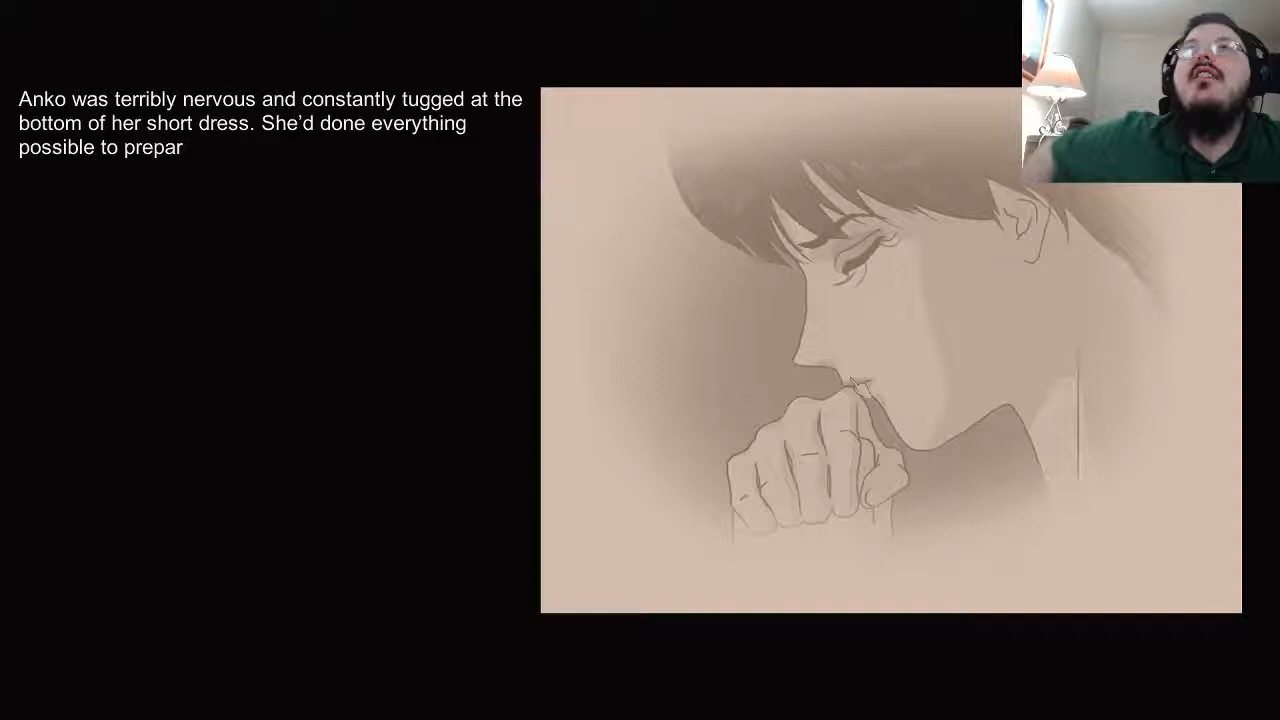 Anko was terribly nervous and constantly tugged at the
bottom of her short dress. She’d done everything
possible to prepar